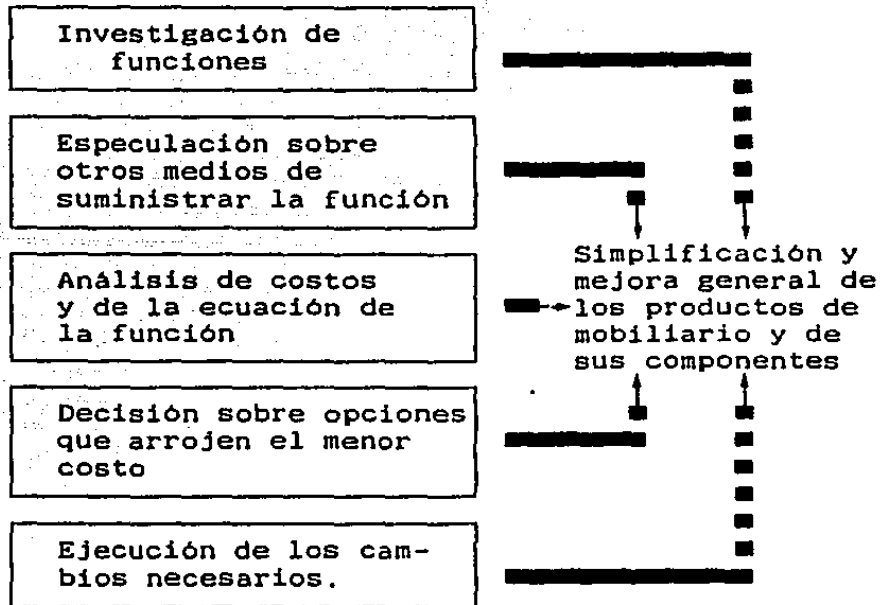 Investigación de
funciones
Especulación sobre
otros medios de
suministrar la función
Análisis de costos
y de la ecuación de
la función
Decisión sobre opciones
que arrojen el menor
costo
Ejecución de los cam-
bios necesarios.
Simplificación y
mejora general de
los productos de
mobiliario y de
sus componentes